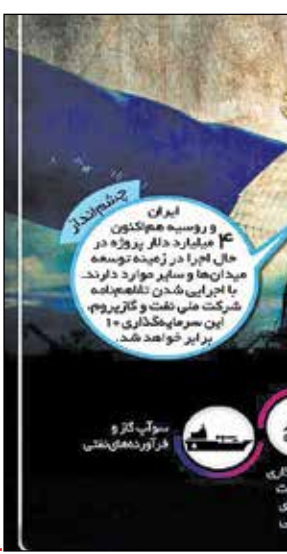 چشم‌انداز
ایران
و روسیه هم‌اکنون
۴ میلیارد دلار پروژه در
حال اجرا در زمینه توسعه
میدان‌ها و سایر موارد دارند.
با اجرایی شدن تفاهم‌نامه
شرکت ملی نفت و گازپروم،
این سرمایه‌گذاری ۱۰
برابر خواهد شد.
سوآپ گاز و
فرآورده‌های نفتی